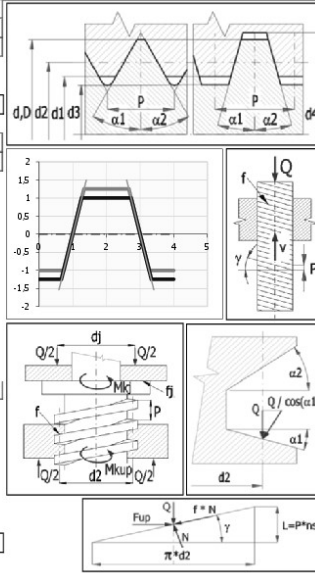 P P
α1 α2 α1 α2
d,D d2 d1 d3
2
1,5
1
0,5
0
0 1 2 3 4 5
-0,5
-1
-1,5
-2
Q
f
v
γ
dj
Q/2 Q/2
Mkj fj
f P
Q/2 d2 Q/2
Mkup
α2
Q / cos(α1
Q
α1
d2
Q f * N
Fup
N γ L=P*ns
π*d2